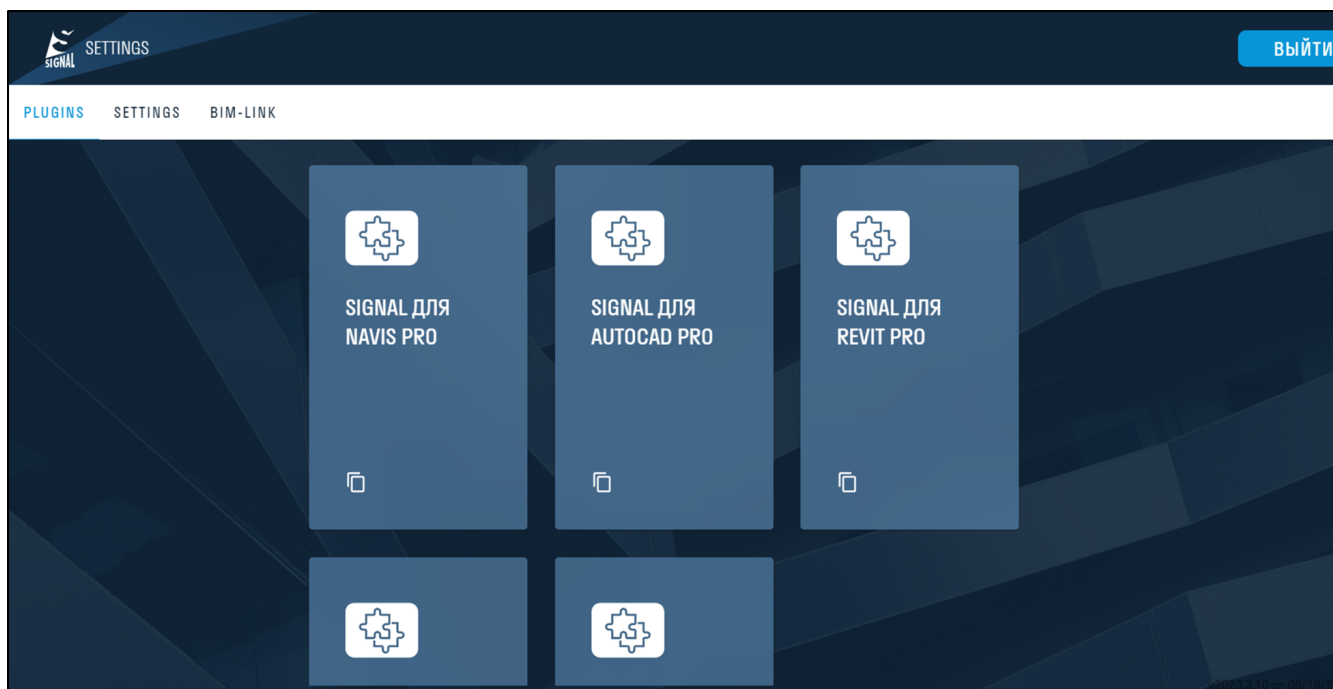 SIGNAL
SETTINGS
ВЫЙТИ
PLUGINS SETTINGS BIM-LINK
SIGNAL ДЛЯ
NAVIS PRO
SIGNAL ДЛЯ
AUTOCAD PRO
SIGNAL ДЛЯ
REVIT PRO